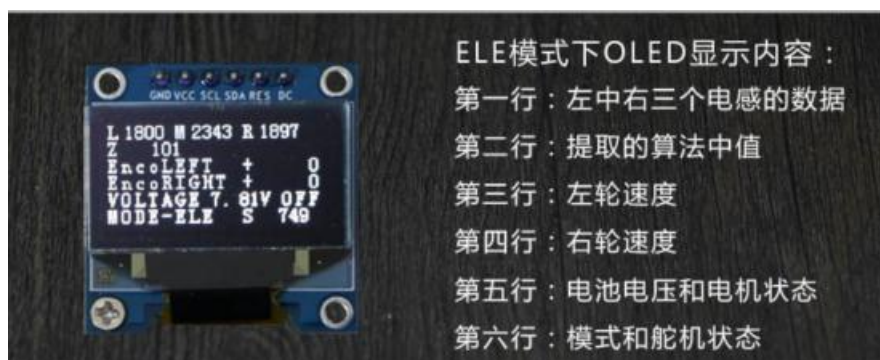 GND VCC SCL SDA RES DC
L 1800 M 2343 R 1897
Z 101
EncoLEFT + 0
EncoRIGHT + 0
VOLTAGE 7. 81V OFF
MODE-ELE S 749
ELE模式下OLED显示内容：
第一行：左中右三个电感的数据
第二行：提取的算法中值
第三行：左轮速度
第四行：右轮速度
第五行：电池电压和电机状态
第六行：模式和舵机状态